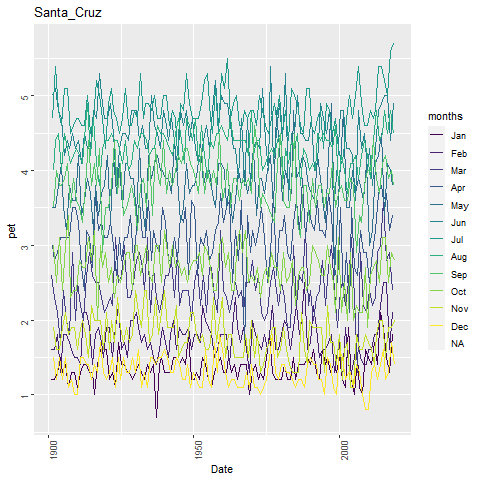 Santa_Cruz
pet
5
4
3
2
1
1900
1950
2000
Date
months
Jan
Feb
Mar
Apr
May
Jun
Jul
Aug
Sep
Oct
Nov
Dec
NA